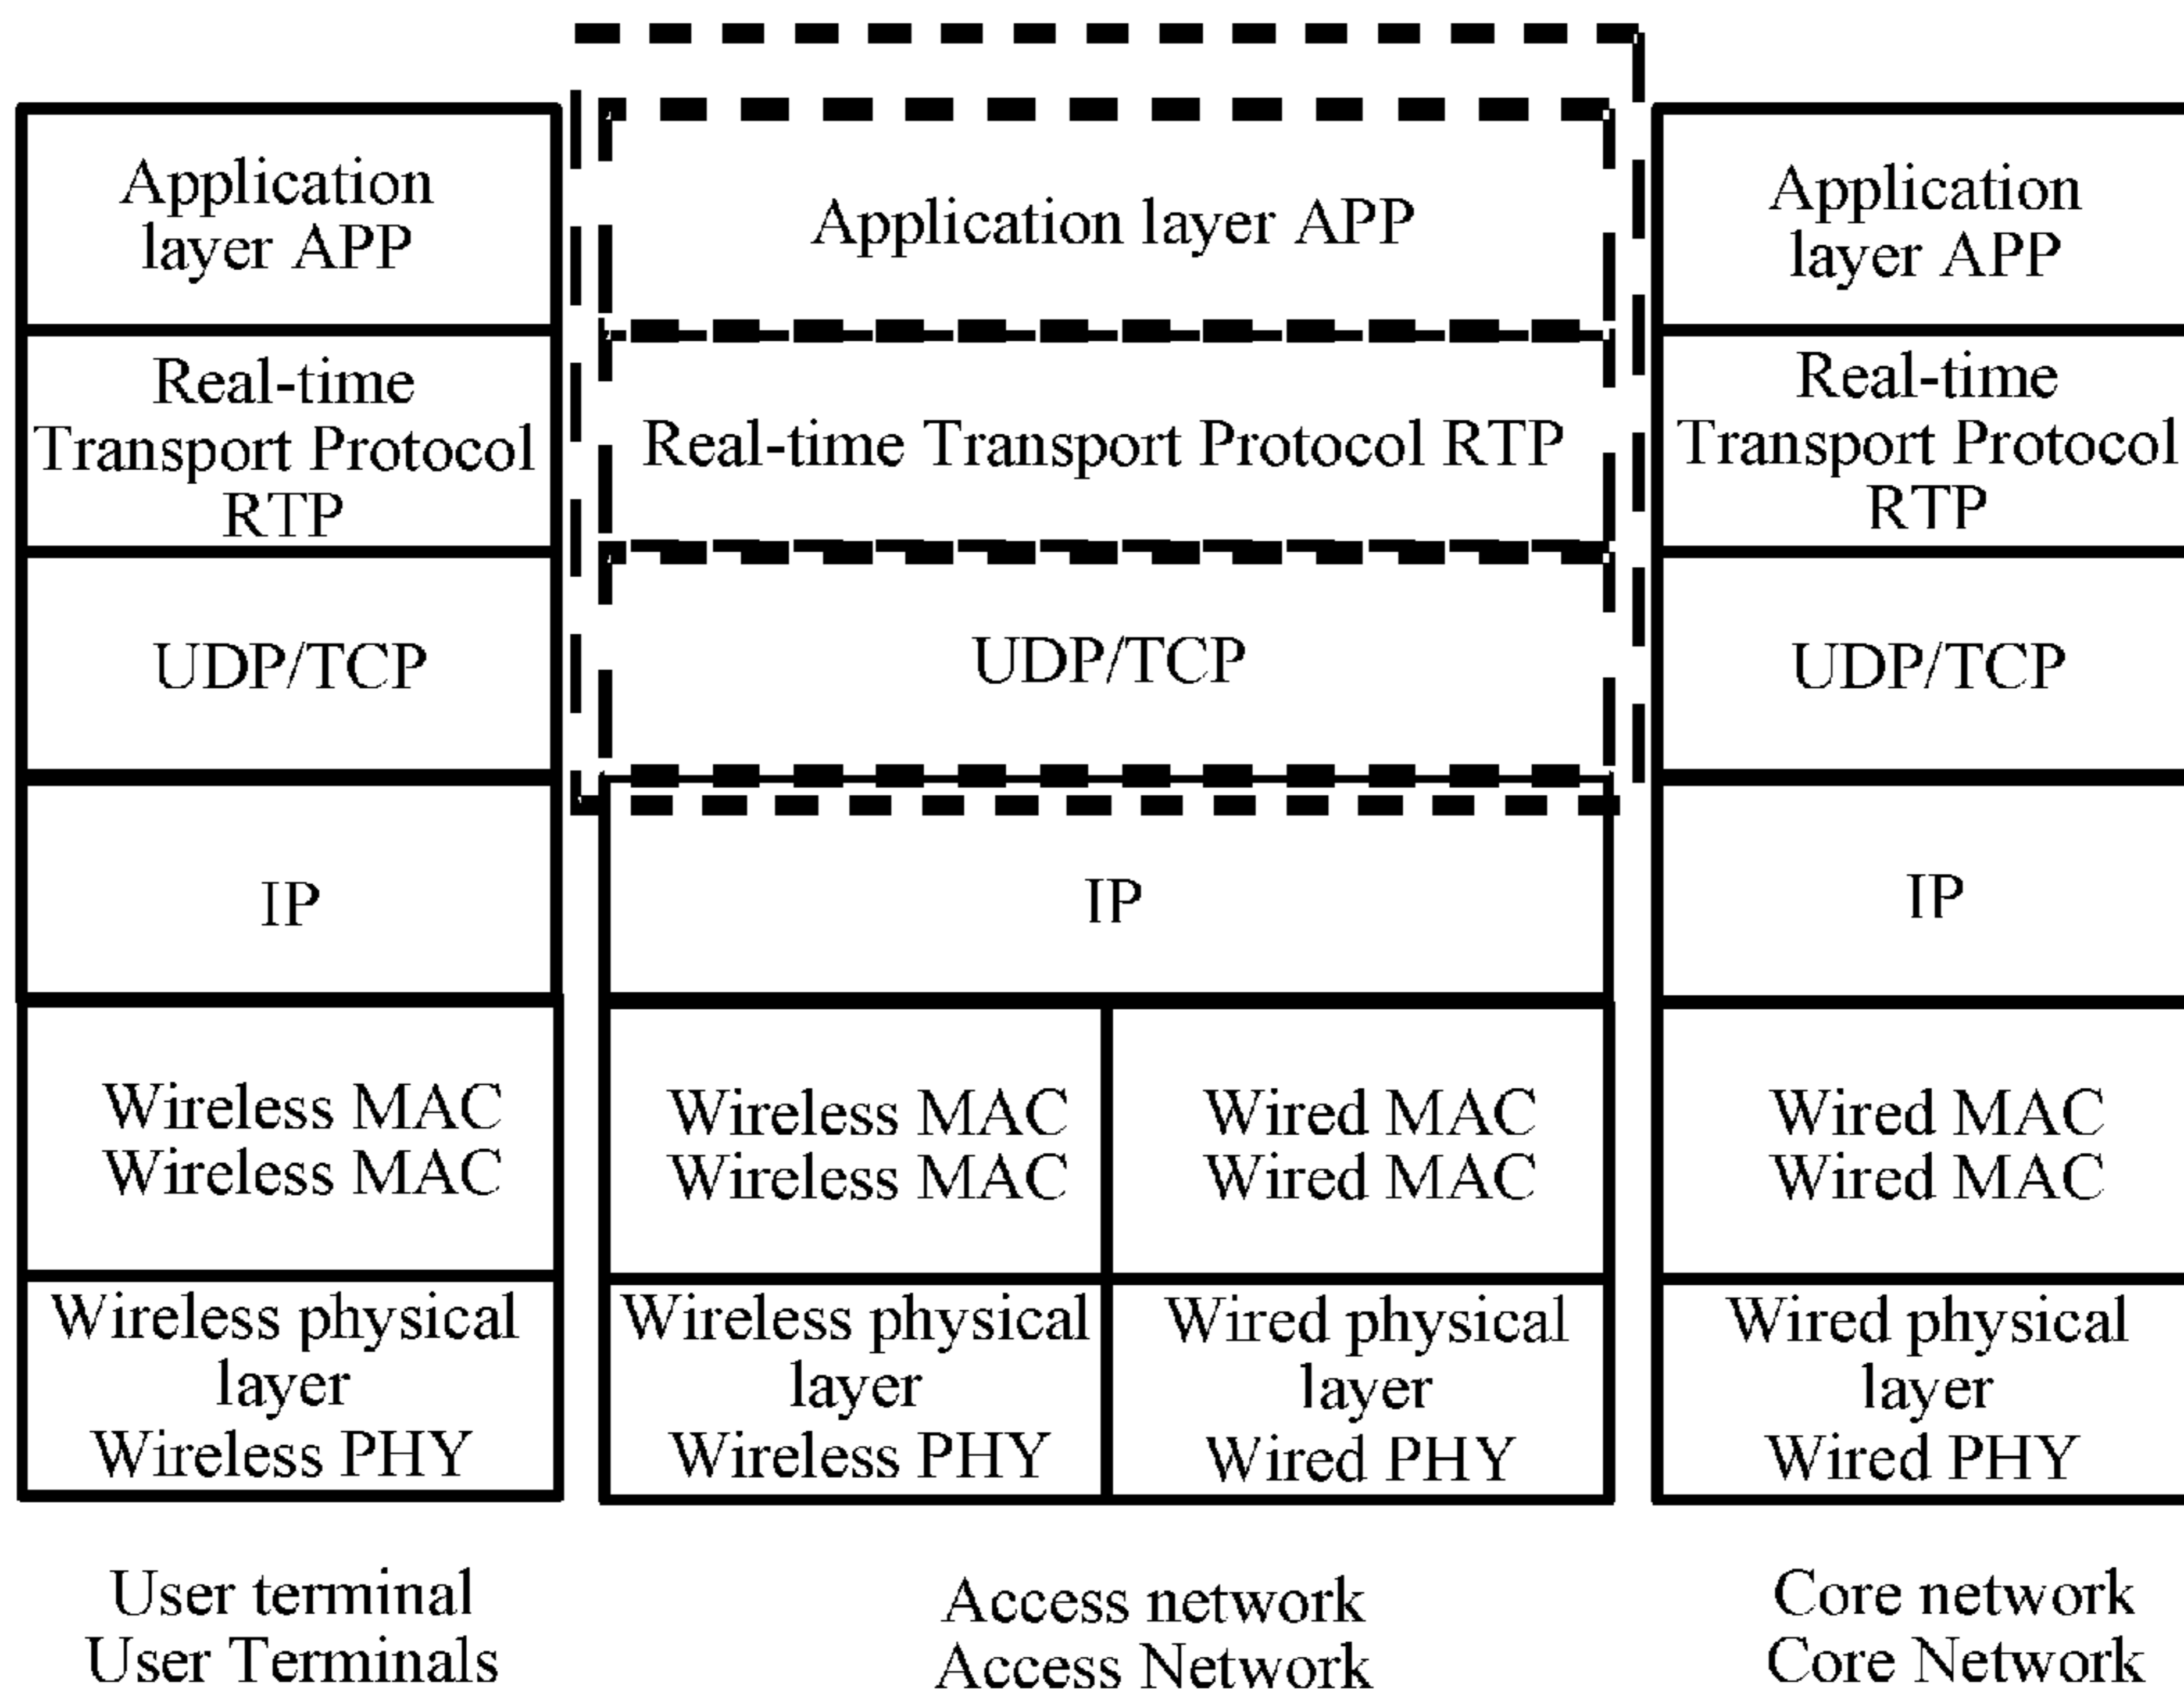 Application
layer APP
Real-time
Transport Protocol
RTP
UDP/TCP
IP
Wireless MAC
Wireless MAC
Wireless physical
layer
Wireless PHY
User terminal
User Terminals
Application layer APP
Real-time Transport Protocol RTP
UDP/TCP
IP
Wireless MAC
Wireless MAC
Wired MAC
Wired MAC
Wireless physical
layer
Wireless PHY
Wired physical
layer
Wired PHY
Access network
Access Network
Application
layer APP
Real-time
Transport Protocol
RTP
UDP/TCP
IP
Wired MAC
Wired MAC
Wired physical
layer
Wired PHY
Core network
Core Network